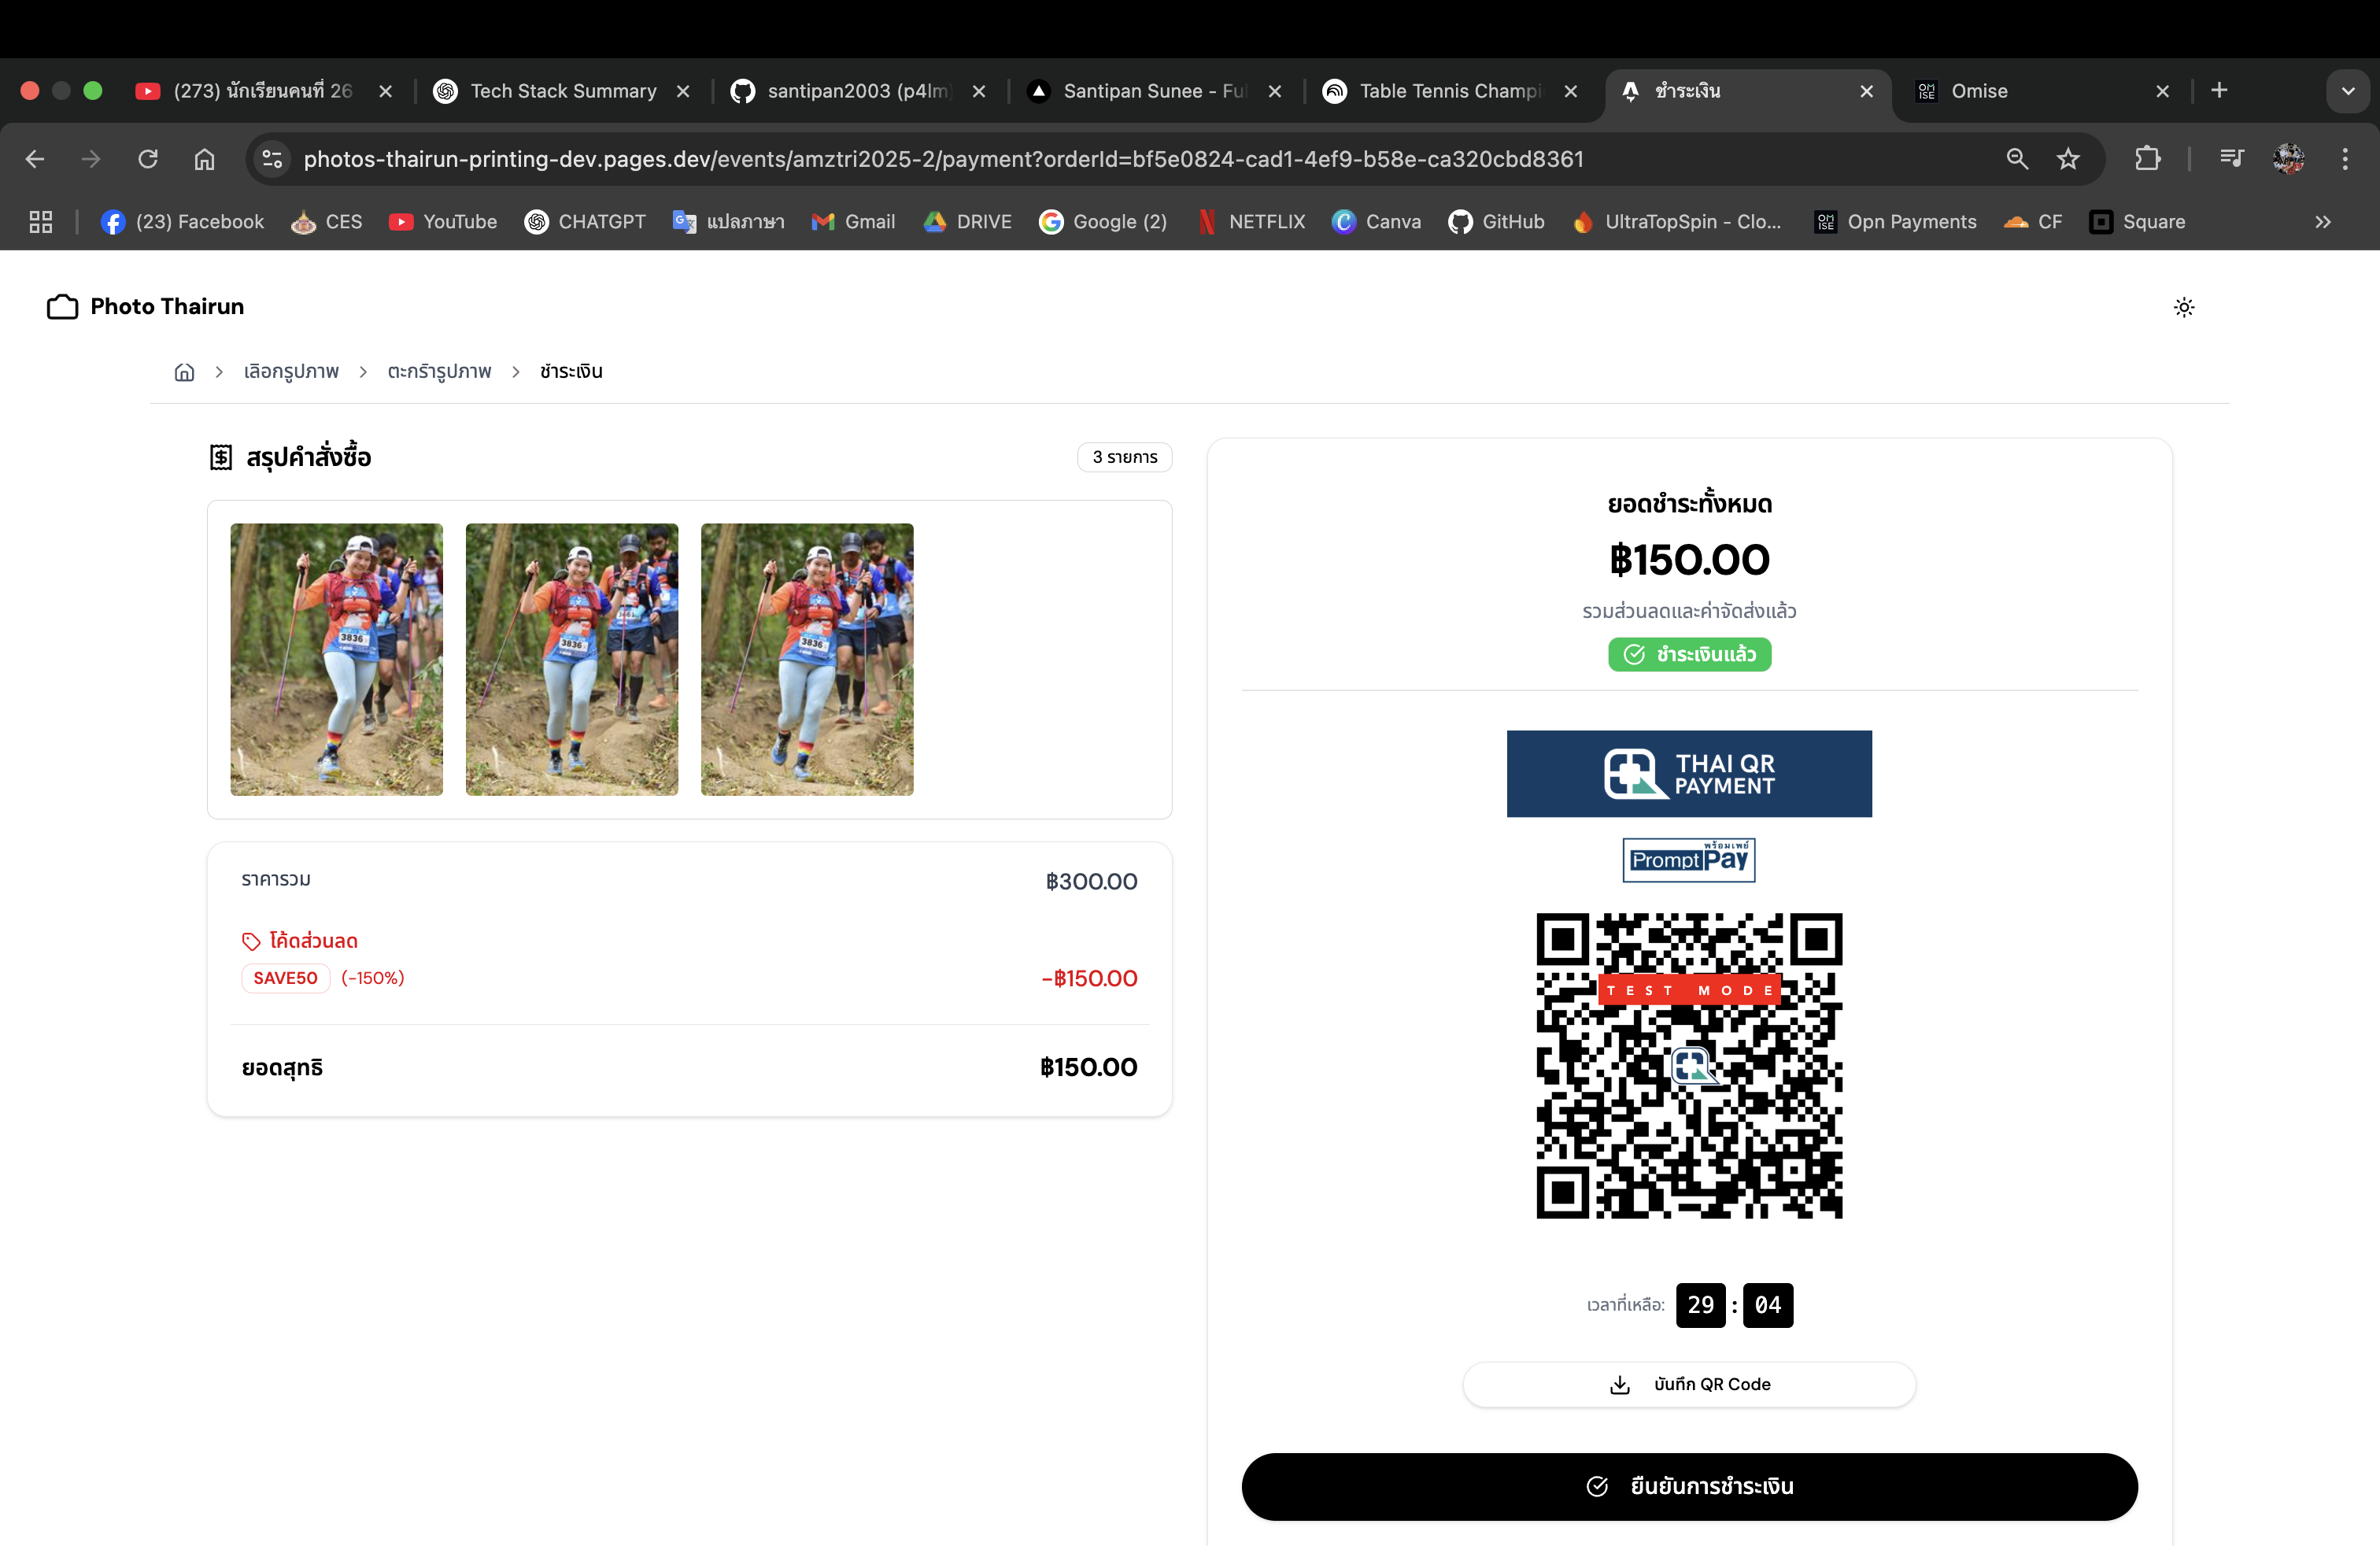 (273) นักเรียนคนที่ 26
Tech Stack Summary
santipan2003 (p4lm
Santipan Sunee - Ful
Table Tennis Champi
ชำระเงิน
OM
ISE
Omise
photos-thairun-printing-dev.pages.dev/events/amztri2025-2/payment?orderId=bf5e0824-cad1-4ef9-b58e-ca320cbd8361
(23) Facebook
CES
YouTube
CHATGPT
แปลภาษา
Gmail
DRIVE
Google (2)
NETFLIX
Canva
GitHub
UltraTopSpin - Clo...
OM
ISE
Opn Payments
CF
Square
Photo Thairun
เลือกรูปภาพ
ตะกร้ารูปภาพ
ชำระเงิน
สรุปคำสั่งซื้อ
3 รายการ
3836
3836
3836
ราคารวม
฿300.00
โค้ดส่วนลด
SAVE50 (-150%)
-฿150.00
ยอดสุทธิ
฿150.00
ยอดชำระทั้งหมด
฿150.00
รวมส่วนลดและค่าจัดส่งแล้ว
ชำระเงินแล้ว
THAI QR
PAYMENT
พร้อมเพย์
PromptPay
TEST MODE
เวลาที่เหลือ: 29 : 04
บันทึก QR Code
ยืนยันการชำระเงิน